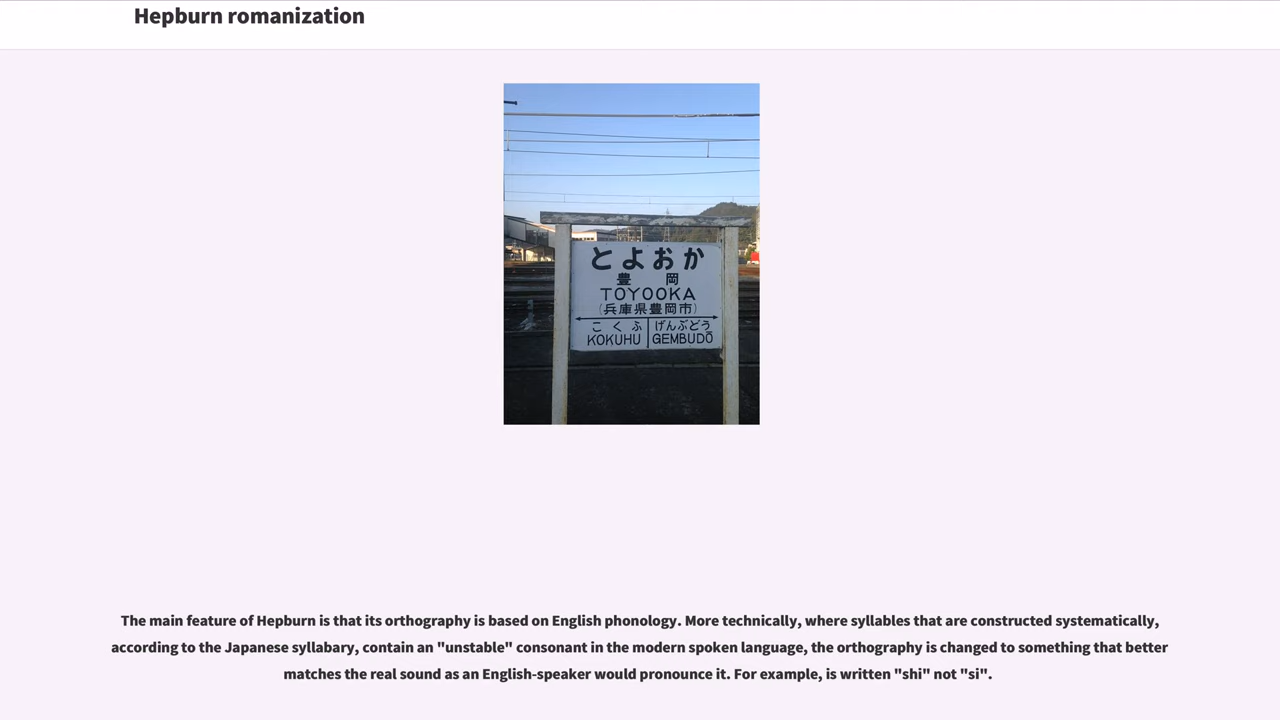 Hepburn romanization
とよおか
豊岡
TOYOOKA
(兵庫県豊岡市)
こくふ げんぶどう
KOKUHU GEMBUDŌ
The main feature of Hepburn is that its orthography is based on English phonology. More technically, where syllables that are constructed systematically,
according to the Japanese syllabary, contain an "unstable" consonant in the modern spoken language, the orthography is changed to something that better
matches the real sound as an English-speaker would pronounce it. For example, is written "shi" not "si".